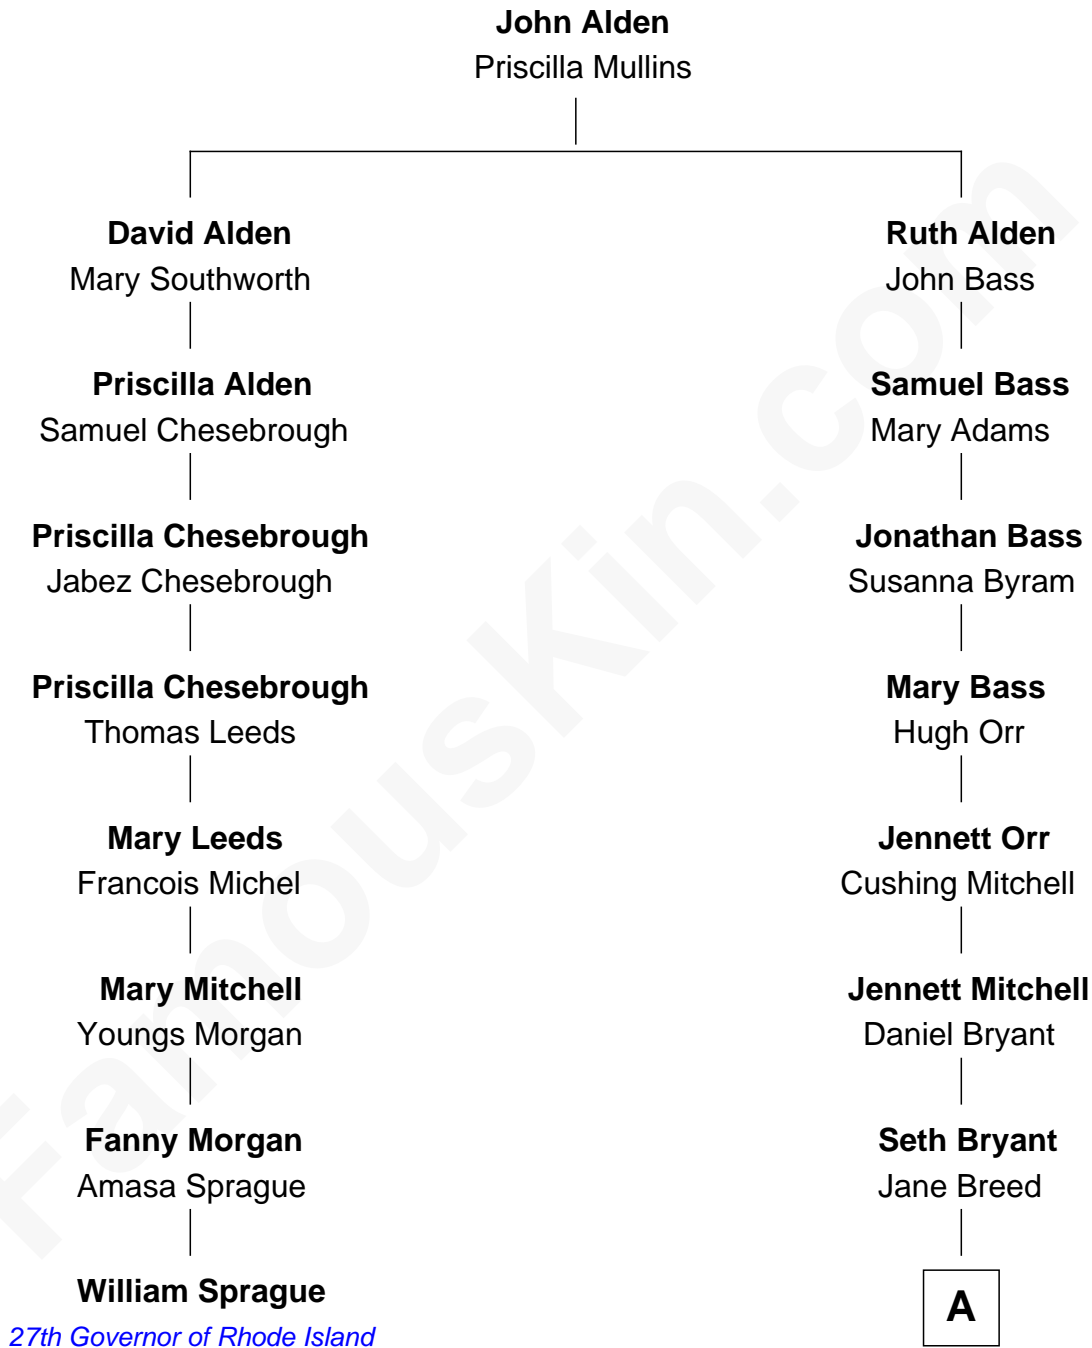 John Alden
Priscilla Mullins
David Alden
Mary Southworth
Ruth Alden
John Bass
Priscilla Alden
Samuel Chesebrough
Samuel Bass
Mary Adams
Priscilla Chesebrough
Jabez Chesebrough
Jonathan Bass
Susanna Byram
Priscilla Chesebrough
Thomas Leeds
Mary Bass
Hugh Orr
Mary Leeds
Francois Michel
Jennett Orr
Cushing Mitchell
Mary Mitchell
Youngs Morgan
Jennett Mitchell
Daniel Bryant
Fanny Morgan
Amasa Sprague
Seth Bryant
Jane Breed
William Sprague
27th Governor of Rhode Island
A
FamousKin.com